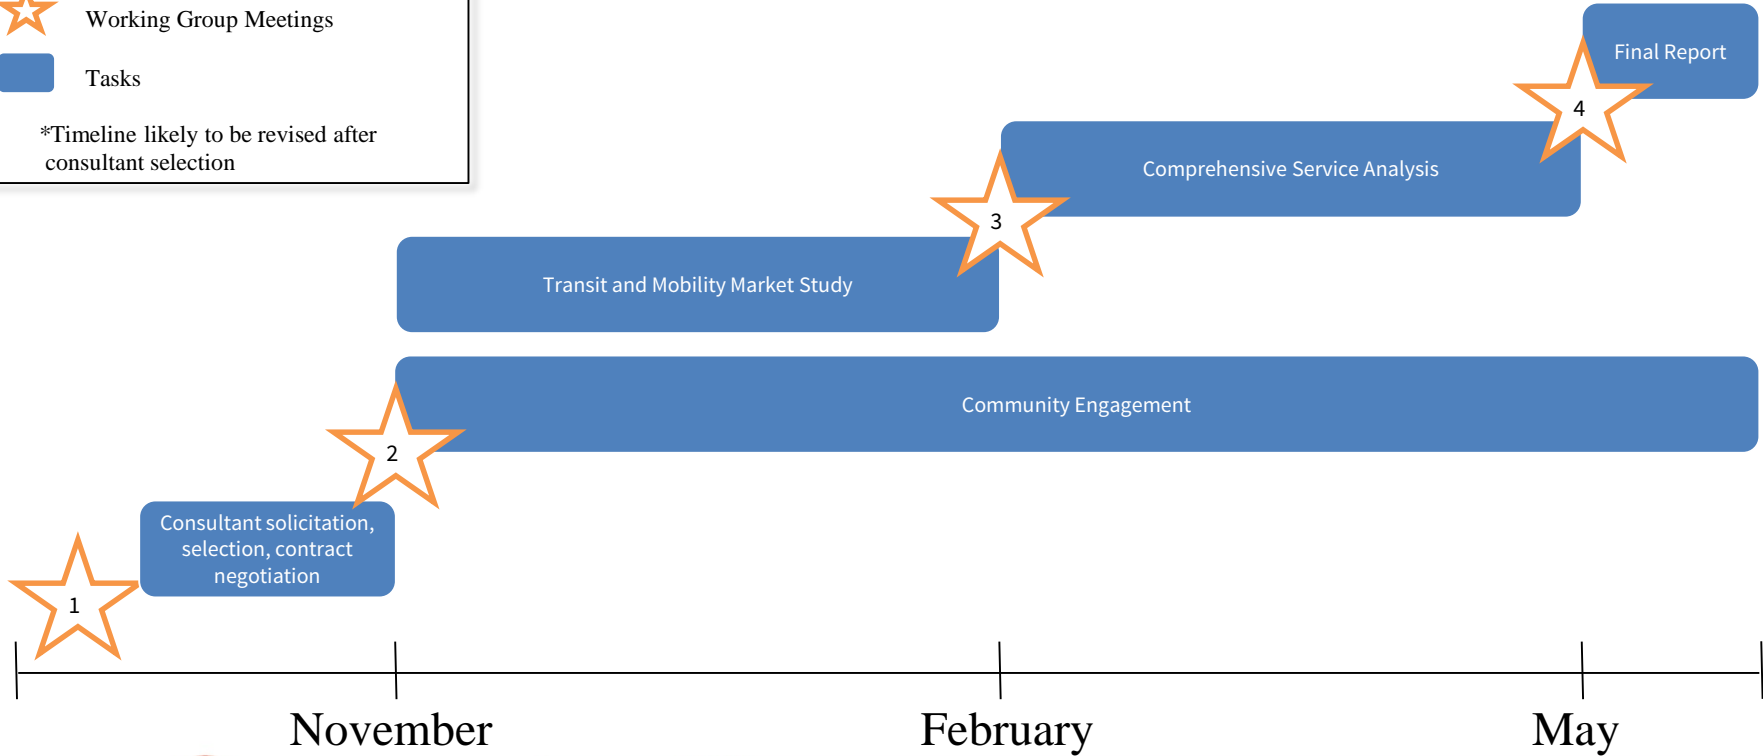 Working Group Meetings
Tasks
*Timeline likely to be revised after
consultant selection
Final Report
4
Comprehensive Service Analysis
3
Transit and Mobility Market Study
Community Engagement
2
Consultant solicitation,
selection, contract
negotiation
1
November
February
May